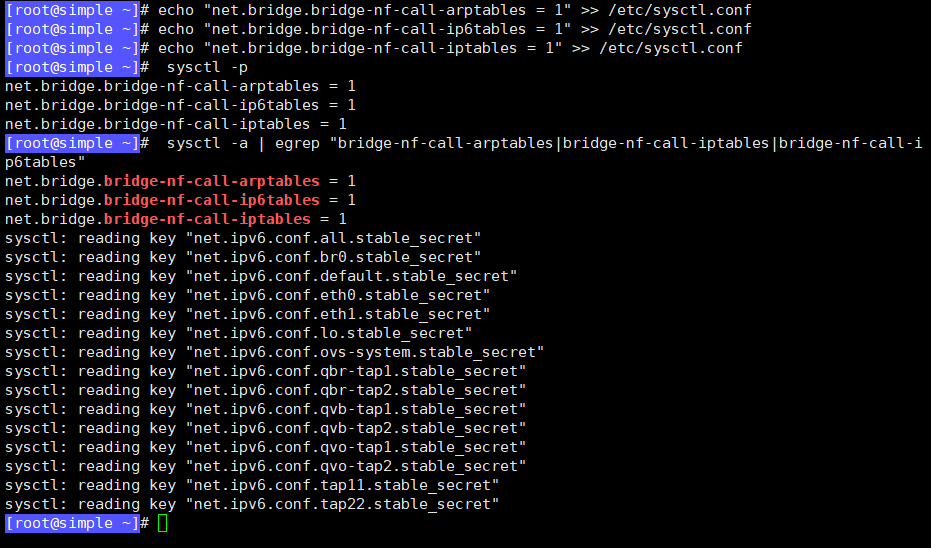 [root@simple ~]# echo "net.bridge.bridge-nf-call-arptables = 1" >> /etc/sysctl.conf
[root@simple ~]# echo "net.bridge.bridge-nf-call-ip6tables = 1" >> /etc/sysctl.conf
[root@simple ~]# echo "net.bridge.bridge-nf-call-iptables = 1" >> /etc/sysctl.conf
[root@simple ~]#  sysctl -p
net.bridge.bridge-nf-call-arptables = 1
net.bridge.bridge-nf-call-ip6tables = 1
net.bridge.bridge-nf-call-iptables = 1
[root@simple ~]#  sysctl -a | egrep "bridge-nf-call-arptables|bridge-nf-call-iptables|bridge-nf-call-i
p6tables"
net.bridge.bridge-nf-call-arptables = 1
net.bridge.bridge-nf-call-ip6tables = 1
net.bridge.bridge-nf-call-iptables = 1
sysctl: reading key "net.ipv6.conf.all.stable_secret"
sysctl: reading key "net.ipv6.conf.br0.stable_secret"
sysctl: reading key "net.ipv6.conf.default.stable_secret"
sysctl: reading key "net.ipv6.conf.eth0.stable_secret"
sysctl: reading key "net.ipv6.conf.eth1.stable_secret"
sysctl: reading key "net.ipv6.conf.lo.stable_secret"
sysctl: reading key "net.ipv6.conf.ovs-system.stable_secret"
sysctl: reading key "net.ipv6.conf.qbr-tap1.stable_secret"
sysctl: reading key "net.ipv6.conf.qbr-tap2.stable_secret"
sysctl: reading key "net.ipv6.conf.qvb-tap1.stable_secret"
sysctl: reading key "net.ipv6.conf.qvb-tap2.stable_secret"
sysctl: reading key "net.ipv6.conf.qvo-tap1.stable_secret"
sysctl: reading key "net.ipv6.conf.qvo-tap2.stable_secret"
sysctl: reading key "net.ipv6.conf.tap11.stable_secret"
sysctl: reading key "net.ipv6.conf.tap22.stable_secret"
[root@simple ~]#